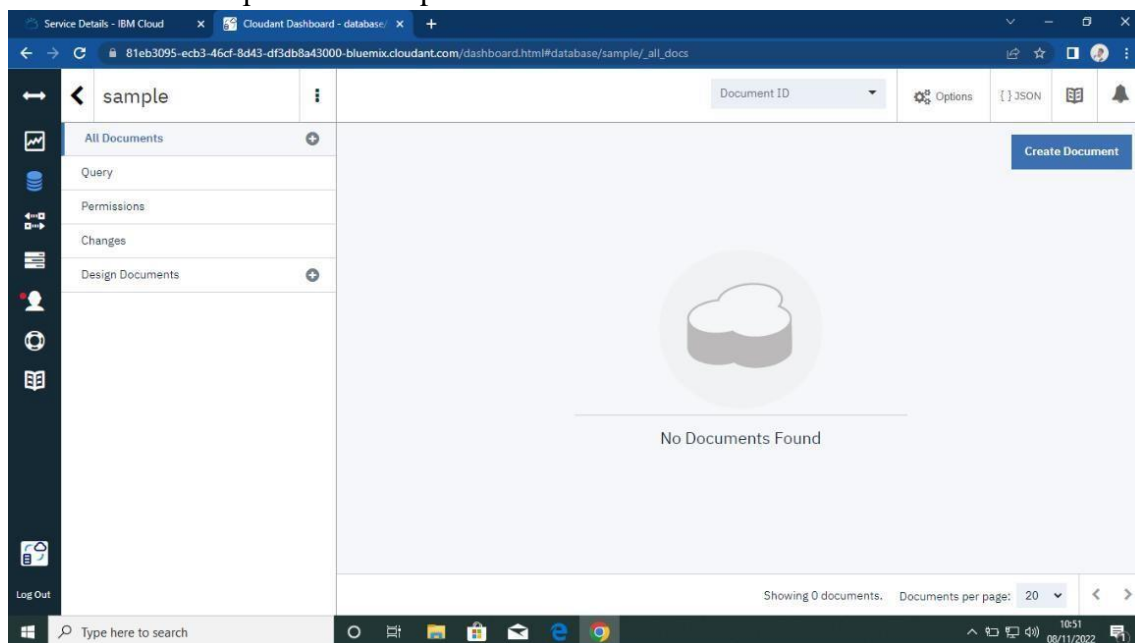 Service Details - IBM Cloud
Cloudant Dashboard - database/
81eb3095-ecb3-46cf-8d43-df3db8a43000-bluemix.cloudant.com/dashboard.html#database/sample/_all_docs
sample
Document ID
Options
{ } JSON
All Documents
Create Document
Query
Permissions
Changes
Design Documents
No Documents Found
Log Out
Showing 0 documents.
Documents per page: 20
Type here to search
10:51
08/11/2022